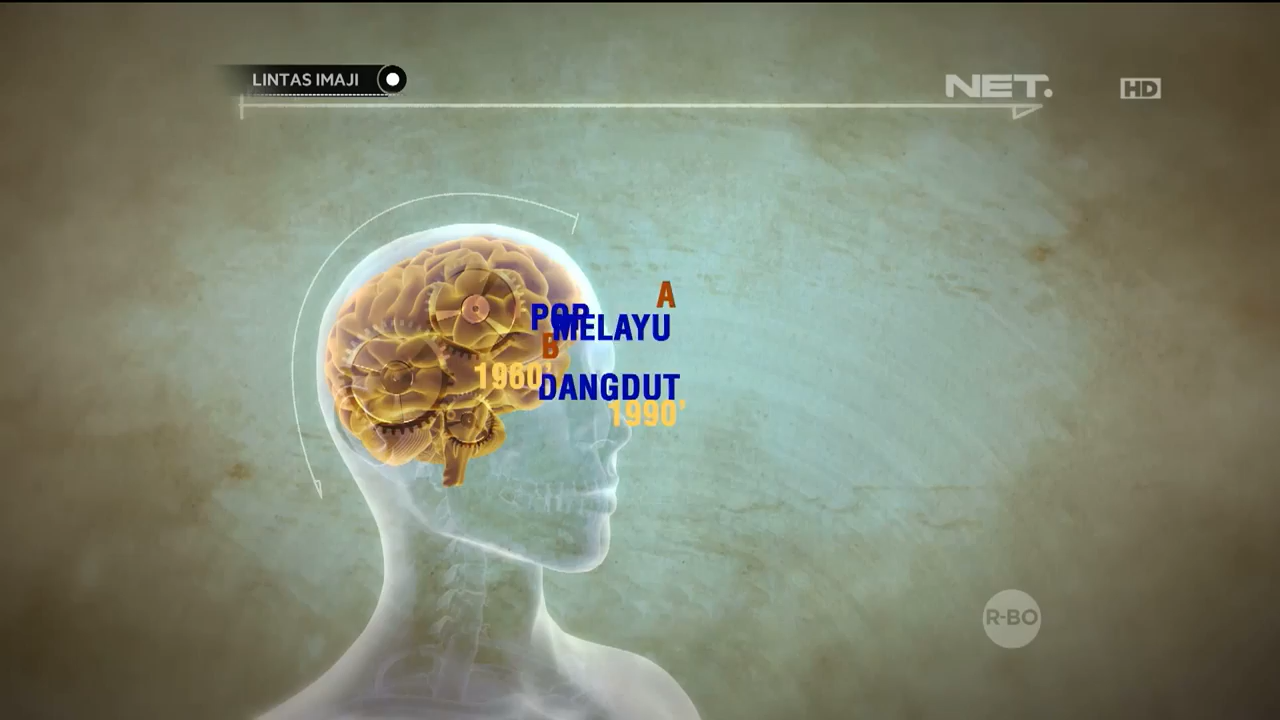 LINTAS IMAJI
NET.
HD
A
POP
MELAYU
B
1960'
DANGDUT
1990'
R-BO